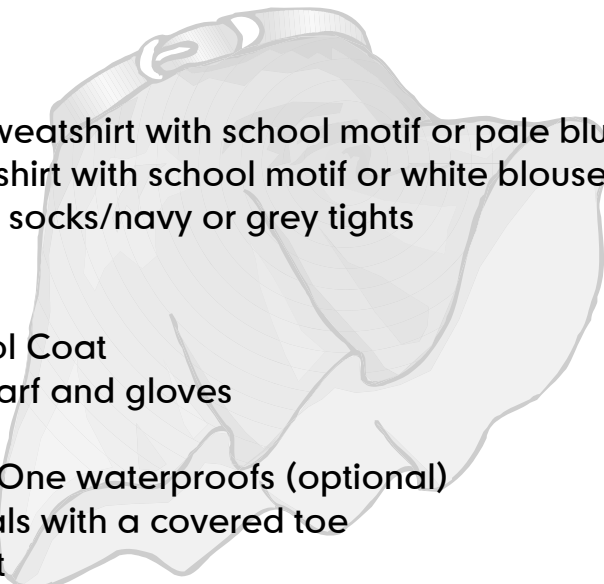 weatshirt with school motif or pale blu
shirt with school motif or white blouse
socks/navy or grey tights
ol Coat
arf and gloves
One waterproofs (optional)
als with a covered toe
t